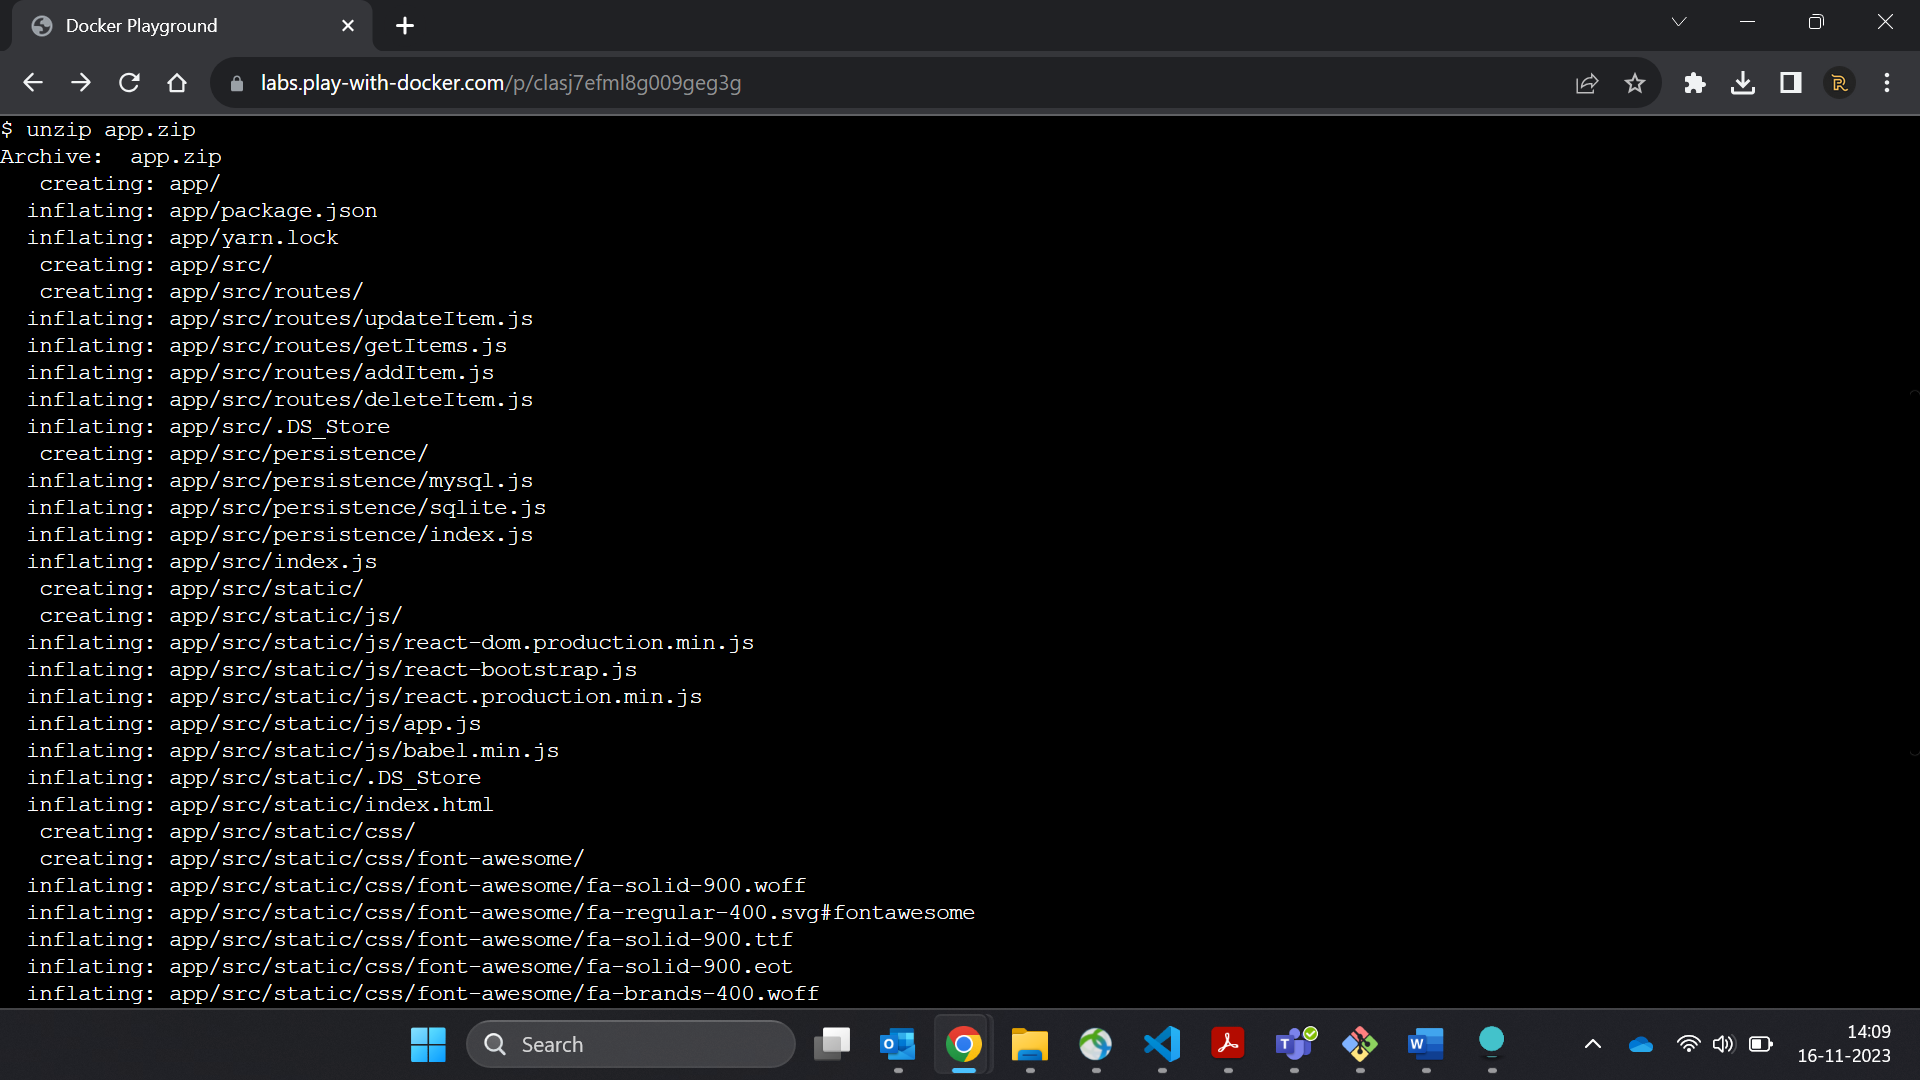 Docker Playground
labs.play-with-docker.com/p/clasj7efml8g009geg3g
$ unzip app.zip
Archive:  app.zip
   creating: app/
  inflating: app/package.json
  inflating: app/yarn.lock
   creating: app/src/
   creating: app/src/routes/
  inflating: app/src/routes/updateItem.js
  inflating: app/src/routes/getItems.js
  inflating: app/src/routes/addItem.js
  inflating: app/src/routes/deleteItem.js
  inflating: app/src/.DS_Store
   creating: app/src/persistence/
  inflating: app/src/persistence/mysql.js
  inflating: app/src/persistence/sqlite.js
  inflating: app/src/persistence/index.js
  inflating: app/src/index.js
   creating: app/src/static/
   creating: app/src/static/js/
  inflating: app/src/static/js/react-dom.production.min.js
  inflating: app/src/static/js/react-bootstrap.js
  inflating: app/src/static/js/react.production.min.js
  inflating: app/src/static/js/app.js
  inflating: app/src/static/js/babel.min.js
  inflating: app/src/static/.DS_Store
  inflating: app/src/static/index.html
   creating: app/src/static/css/
   creating: app/src/static/css/font-awesome/
  inflating: app/src/static/css/font-awesome/fa-solid-900.woff
  inflating: app/src/static/css/font-awesome/fa-regular-400.svg#fontawesome
  inflating: app/src/static/css/font-awesome/fa-solid-900.ttf
  inflating: app/src/static/css/font-awesome/fa-solid-900.eot
  inflating: app/src/static/css/font-awesome/fa-brands-400.woff
Search
14:09
16-11-2023